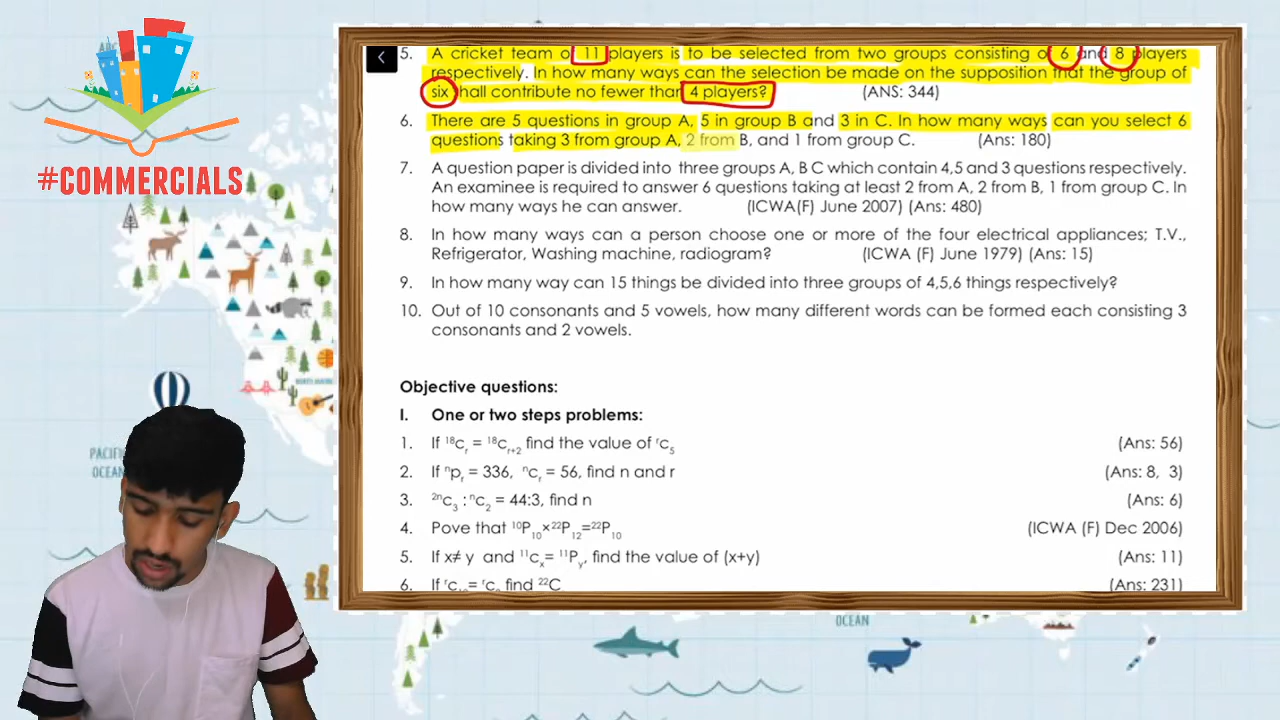 #COMMERCIALS
5. A cricket team of 11 players is to be selected from two groups consisting of 6 and 8 players
respectively. In how many ways can the selection be made on the supposition that the group of
six shall contribute no fewer than 4 players? (ANS: 344)
6. There are 5 questions in group A, 5 in group B and 3 in C. In how many ways can you select 6
questions taking 3 from group A, 2 from B, and 1 from group C. (Ans: 180)
7. A question paper is divided into three groups A, B C which contain 4,5 and 3 questions respectively.
An examinee is required to answer 6 questions taking at least 2 from A, 2 from B, 1 from group C. In
how many ways he can answer. (ICWA(F) June 2007) (Ans: 480)
8. In how many ways can a person choose one or more of the four electrical appliances; T.V.,
Refrigerator, Washing machine, radiogram? (ICWA (F) June 1979) (Ans: 15)
9. In how many way can 15 things be divided into three groups of 4,5,6 things respectively?
10. Out of 10 consonants and 5 vowels, how many different words can be formed each consisting 3
consonants and 2 vowels.
Objective questions:
I. One or two steps problems:
1. If ¹⁸cᵣ = ¹⁸cᵣ₊₂ find the value of ʳc₅ (Ans: 56)
2. If ⁿpᵣ = 336, ⁿcᵣ = 56, find n and r (Ans: 8, 3)
3. ²ⁿc₃ : ⁿc₂ = 44:3, find n (Ans: 6)
4. Pove that ¹⁰P₁₀×²²P₁₂=²²P₁₀ (ICWA (F) Dec 2006)
5. If x≠ y and ¹¹cₓ= ¹¹Pᵧ, find the value of (x+y) (Ans: 11)
6. If ʳc = ʳc find ²²C (Ans: 231)
PACIFIC
OCEAN
OCEAN